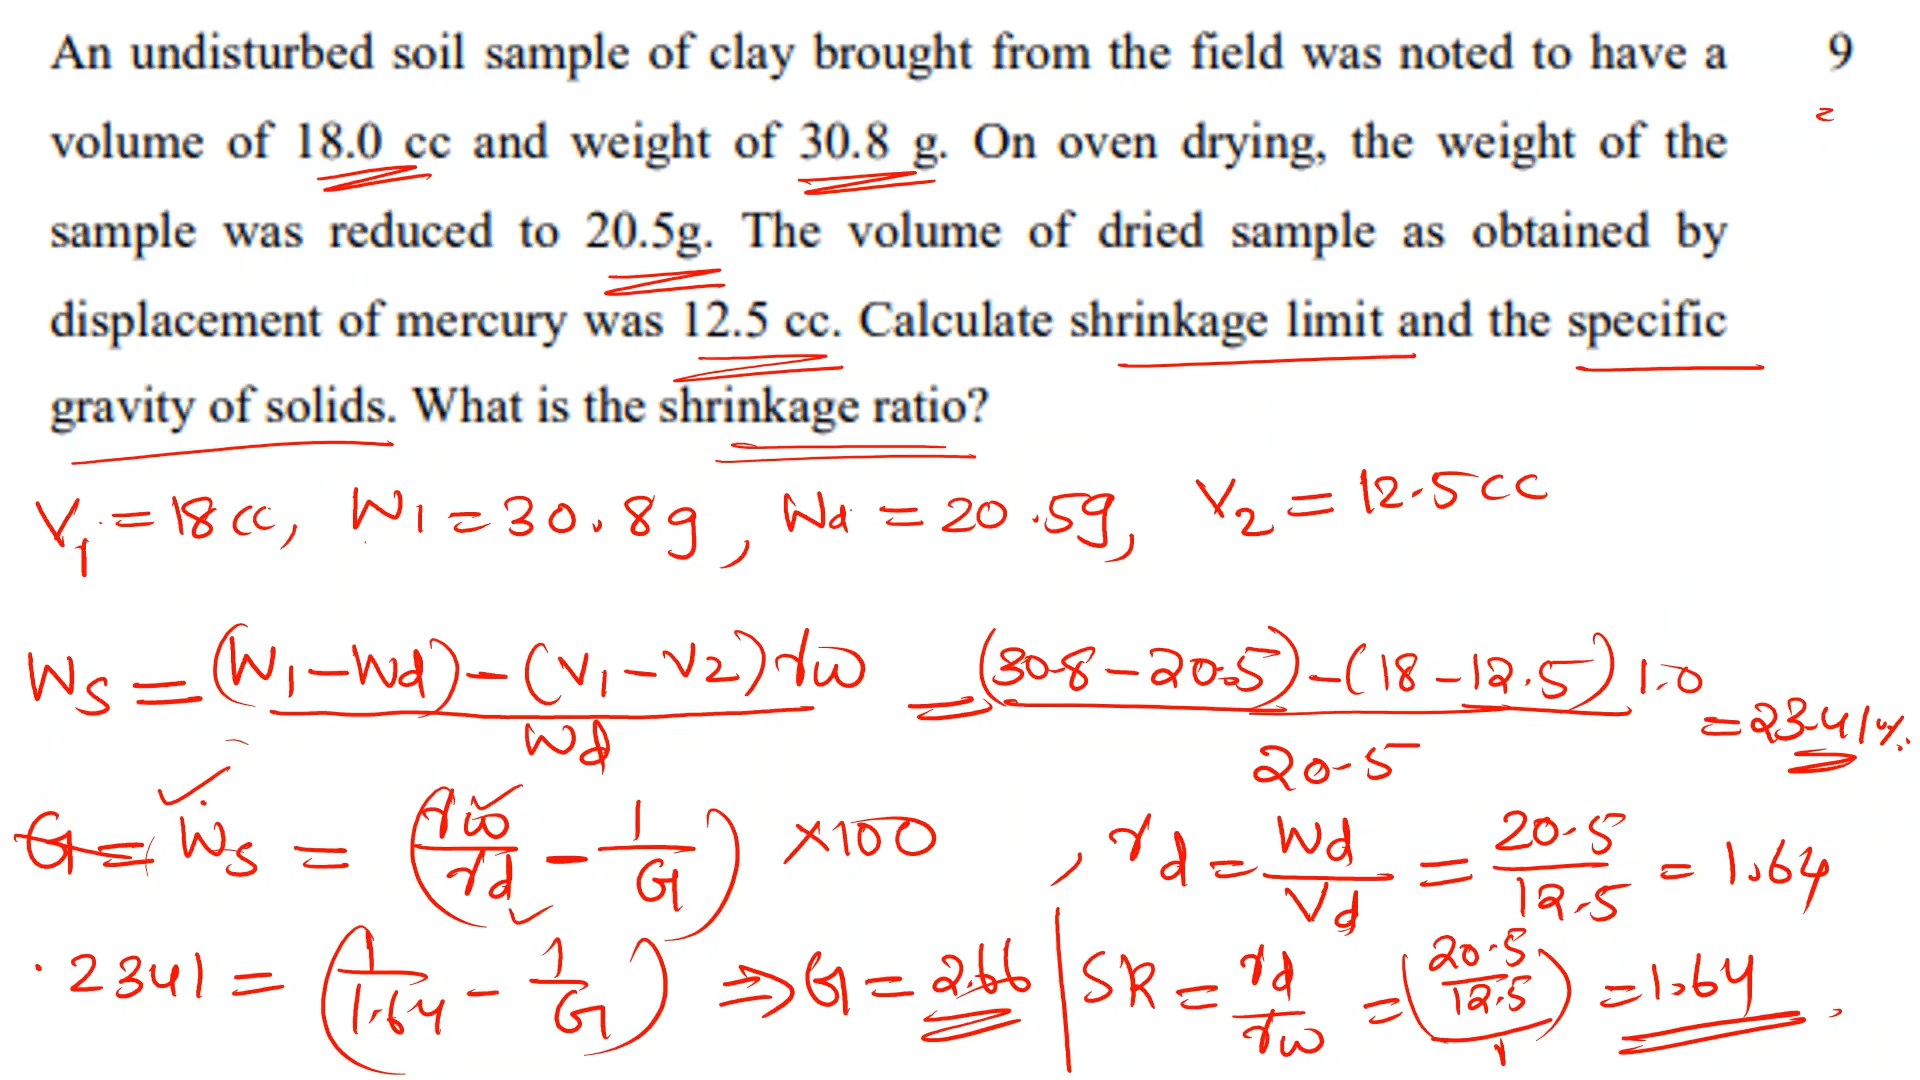 An undisturbed soil sample of clay brought from the field was noted to have a 9
volume of 18.0 cc and weight of 30.8 g. On oven drying, the weight of the
sample was reduced to 20.5g. The volume of dried sample as obtained by
displacement of mercury was 12.5 cc. Calculate shrinkage limit and the specific
gravity of solids. What is the shrinkage ratio?
V1 = 18 cc, W1 = 30.8g, Wd = 20.5g, V2 = 12.5cc
Ws = (W1-Wd)-(V1-V2)γw / Wd = (30.8-20.5)-(18-12.5)1.0 / 20.5 = 23.41%.
G = Ws = (γw/γd - 1/G) ×100, γd = Wd/Vd = 20.5/12.5 = 1.64
.2341 = (1/1.64 - 1/G) ⇒ G = 2.66 | SR = γd/γw = (20.5/12.5)/1 = 1.64.